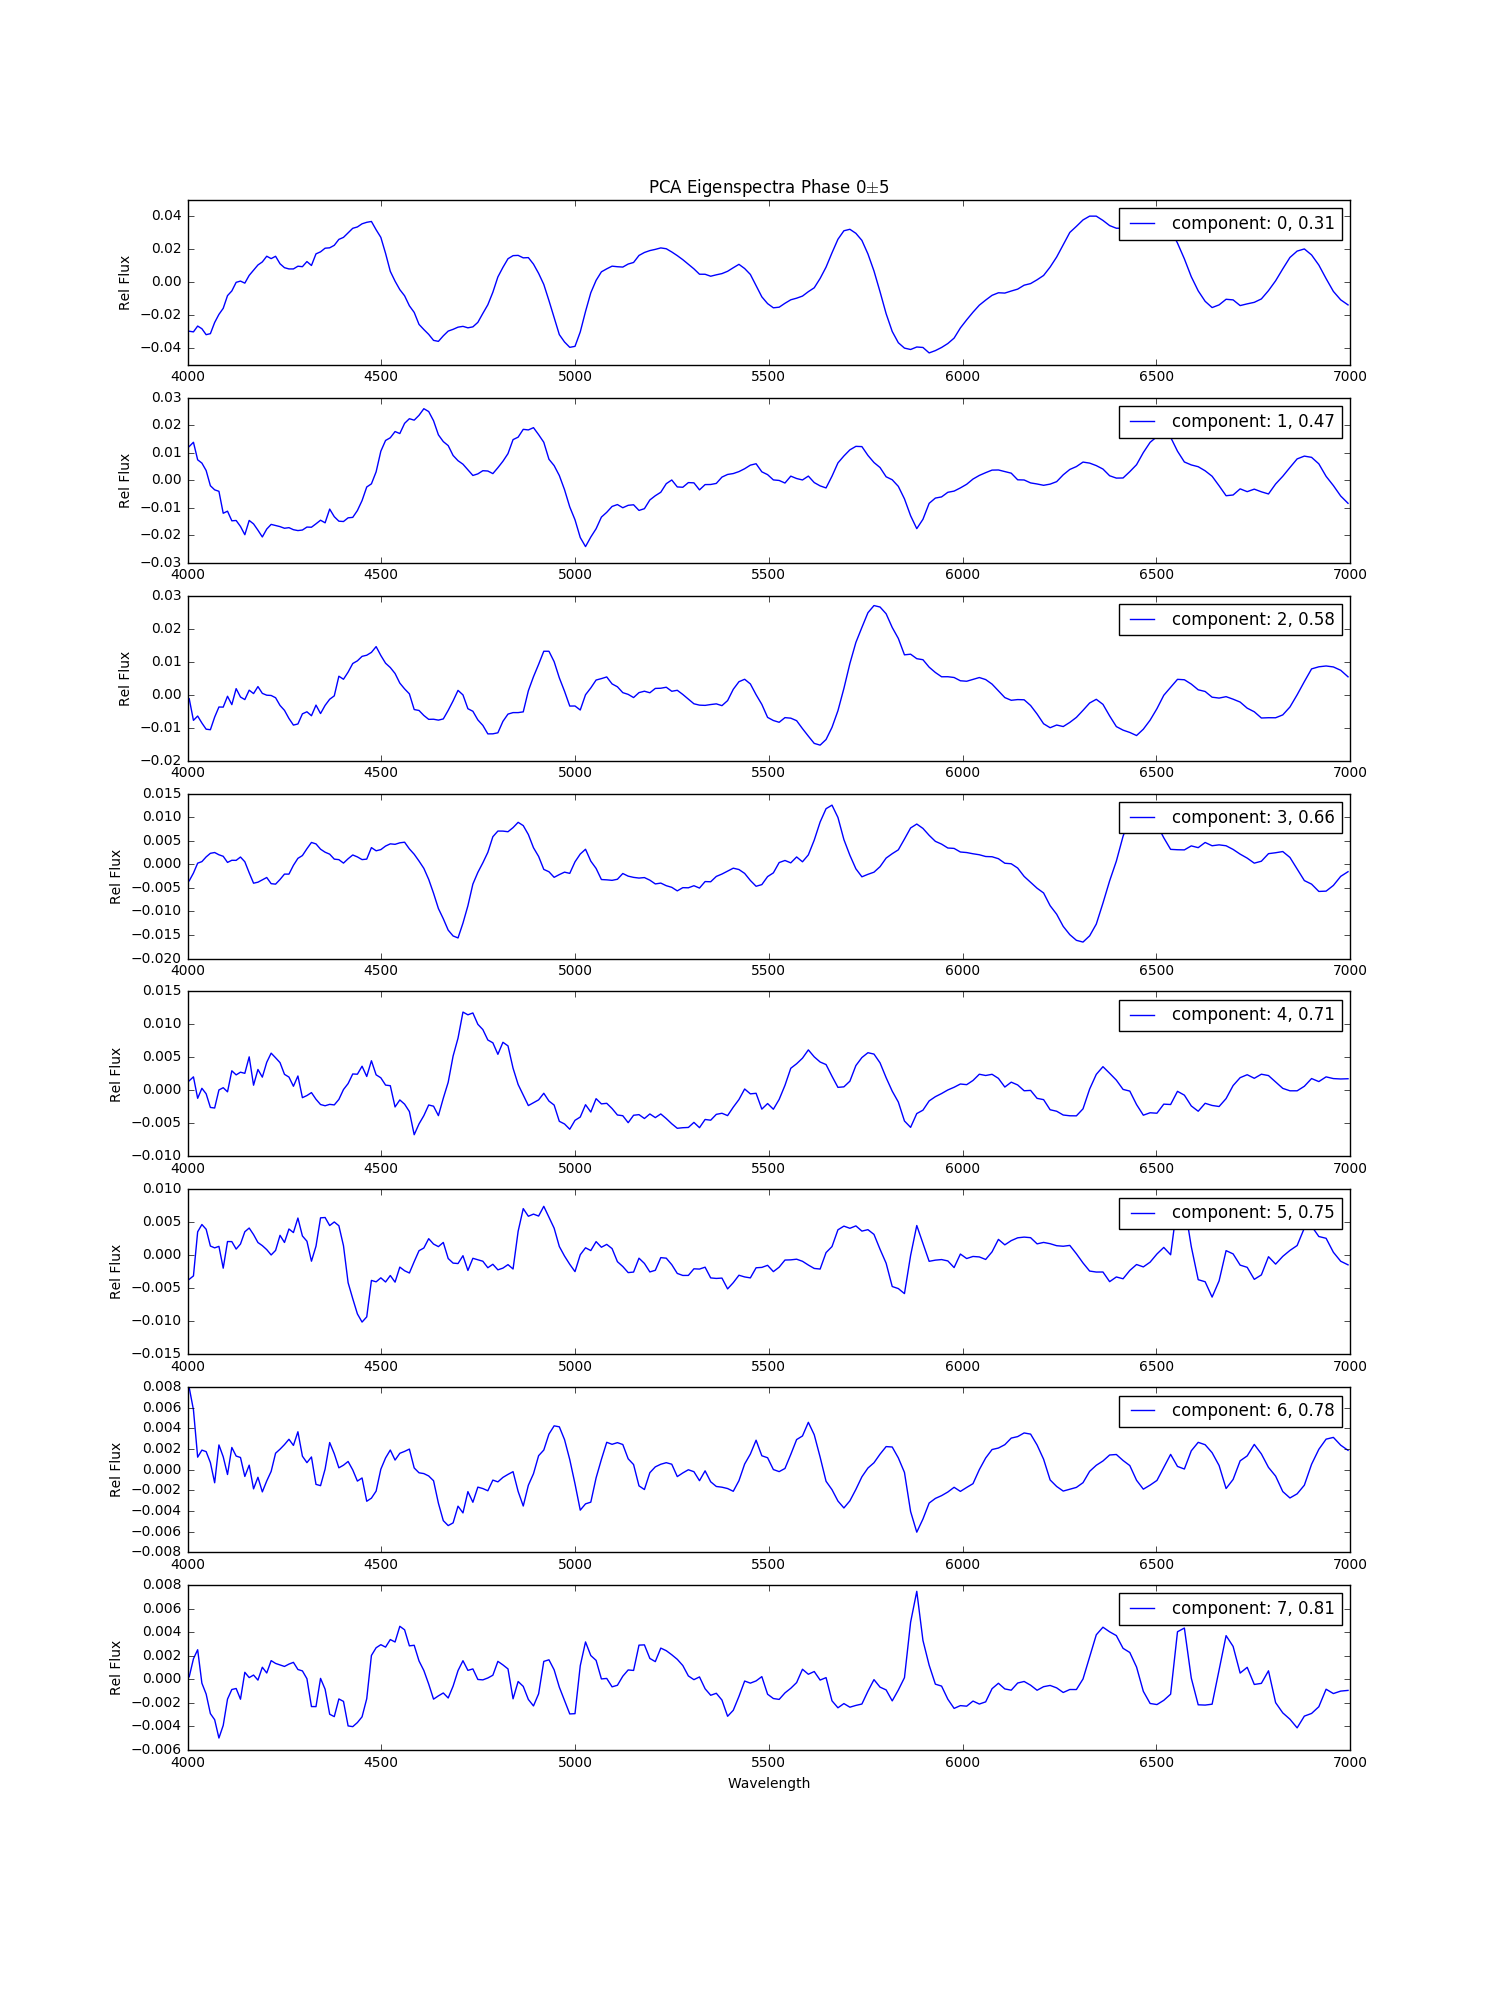 PCA Eigenspectra Phase 0±5
0.04
0.02
0.00
−0.02
−0.04
Rel Flux
component: 0, 0.31
4000 4500 5000 5500 6000 6500 7000
0.03
0.02
0.01
0.00
−0.01
−0.02
−0.03
Rel Flux
component: 1, 0.47
4000 4500 5000 5500 6000 6500 7000
0.03
0.02
0.01
0.00
−0.01
−0.02
Rel Flux
component: 2, 0.58
4000 4500 5000 5500 6000 6500 7000
0.015
0.010
0.005
0.000
−0.005
−0.010
−0.015
−0.020
Rel Flux
component: 3, 0.66
4000 4500 5000 5500 6000 6500 7000
0.015
0.010
0.005
0.000
−0.005
−0.010
Rel Flux
component: 4, 0.71
4000 4500 5000 5500 6000 6500 7000
0.010
0.005
0.000
−0.005
−0.010
−0.015
Rel Flux
component: 5, 0.75
4000 4500 5000 5500 6000 6500 7000
0.008
0.006
0.004
0.002
0.000
−0.002
−0.004
−0.006
−0.008
Rel Flux
component: 6, 0.78
4000 4500 5000 5500 6000 6500 7000
0.008
0.006
0.004
0.002
0.000
−0.002
−0.004
−0.006
Rel Flux
component: 7, 0.81
4000 4500 5000 5500 6000 6500 7000
Wavelength